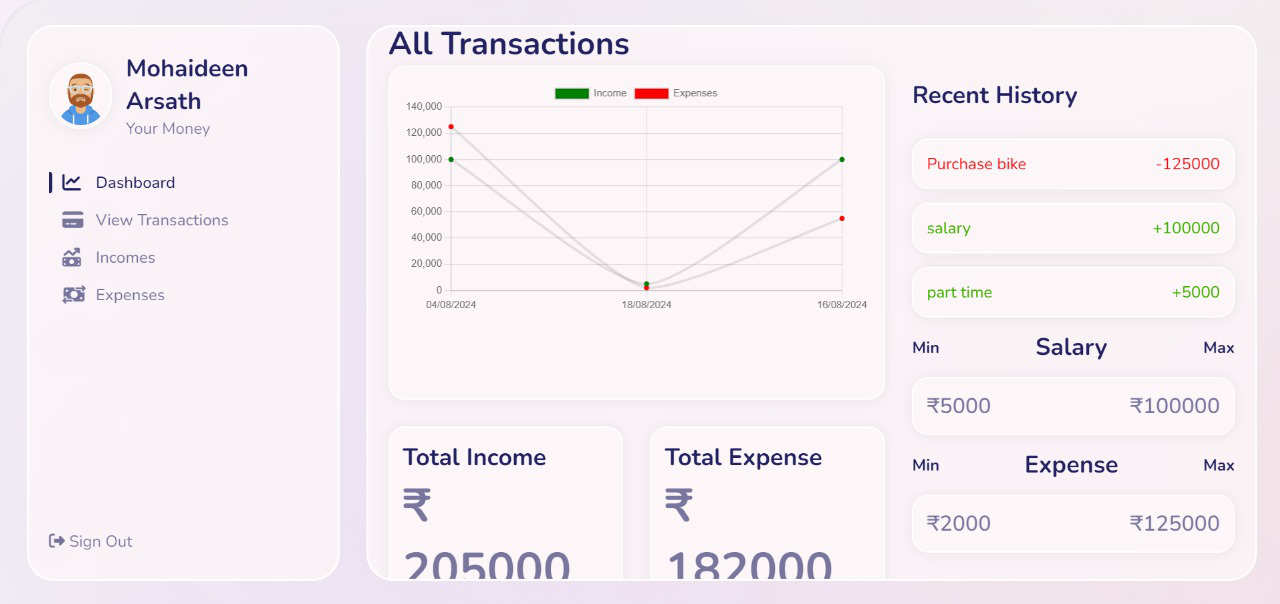 Mohaideen
Arsath
Your Money
Dashboard
View Transactions
Incomes
Expenses
Sign Out
All Transactions
Income Expenses
140,000
120,000
100,000
80,000
60,000
40,000
20,000
0
04/08/2024 18/08/2024 16/08/2024
Total Income
₹
205000
Total Expense
₹
182000
Recent History
Purchase bike -125000
salary +100000
part time +5000
Min Salary Max
₹5000 ₹100000
Min Expense Max
₹2000 ₹125000